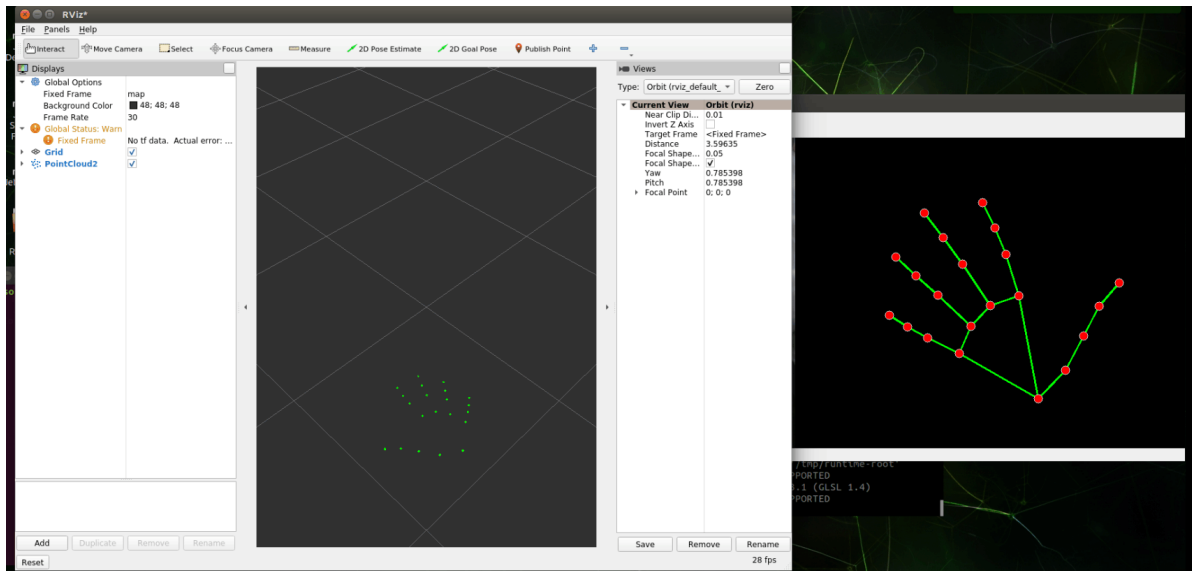 RViz*
File Panels Help
Interact Move Camera Select Focus Camera Measure 2D Pose Estimate 2D Goal Pose Publish Point
Displays
Global Options
Fixed Frame map
Background Color 48; 48; 48
Frame Rate 30
Global Status: Warn
Fixed Frame No tf data. Actual error: ...
Grid
PointCloud2
Add Duplicate Remove Rename
Reset
Views
Type: Orbit (rviz_default_ Zero
Current View Orbit (rviz)
Near Clip Di... 0.01
Invert Z Axis
Target Frame <Fixed Frame>
Distance 3.59635
Focal Shape... 0.05
Focal Shape...
Yaw 0.785398
Pitch 0.785398
Focal Point 0; 0; 0
Save Remove Rename
28 fps
'/tmp/runtime-root'
PPORTED
.1 (GLSL 1.4)
PPORTED